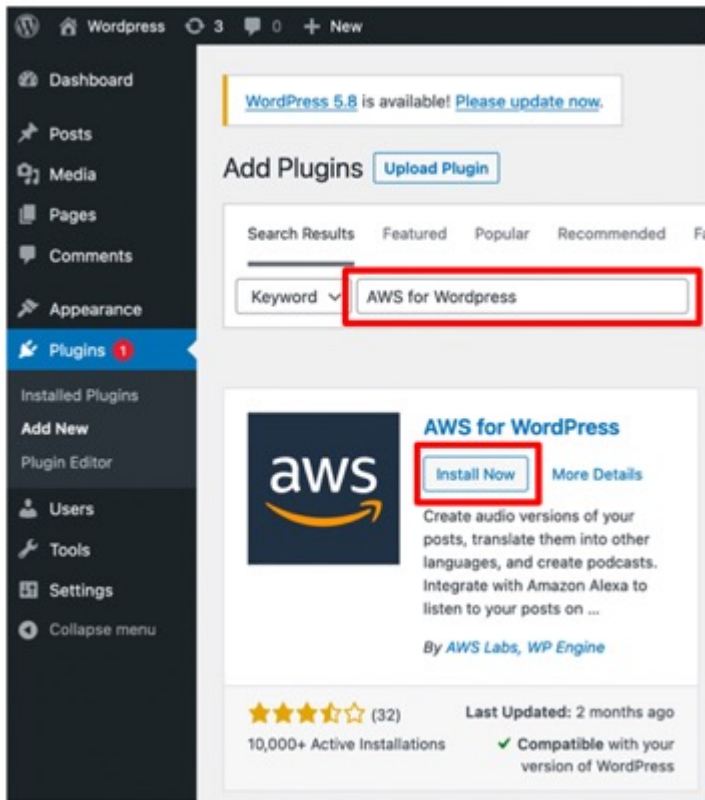 Wordpress 3 0 + New
Dashboard
Posts
Media
Pages
Comments
Appearance
Plugins 1
Installed Plugins
Add New
Plugin Editor
Users
Tools
Settings
Collapse menu
WordPress 5.8 is available! Please update now.
Add Plugins Upload Plugin
Search Results Featured Popular Recommended
Keyword AWS for Wordpress
aws
AWS for WordPress
Install Now More Details
Create audio versions of your
posts, translate them into other
languages, and create podcasts.
Integrate with Amazon Alexa to
listen to your posts on ...
By AWS Labs, WP Engine
(32)
Last Updated: 2 months ago
10,000+ Active Installations
Compatible with your
version of WordPress